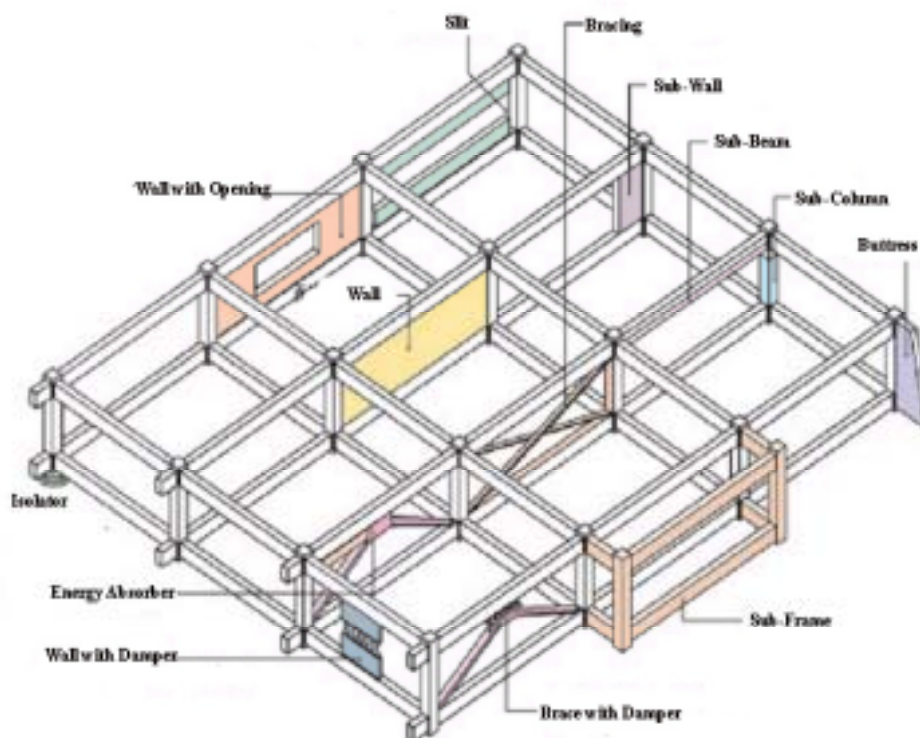 Slit
Bracing
Sub-Wall
Sub-Beam
Wall with Opening
Sub-Column
Buttress
Wall
Isolator
Energy Absorber
Sub-Frame
Wall with Damper
Brace with Damper